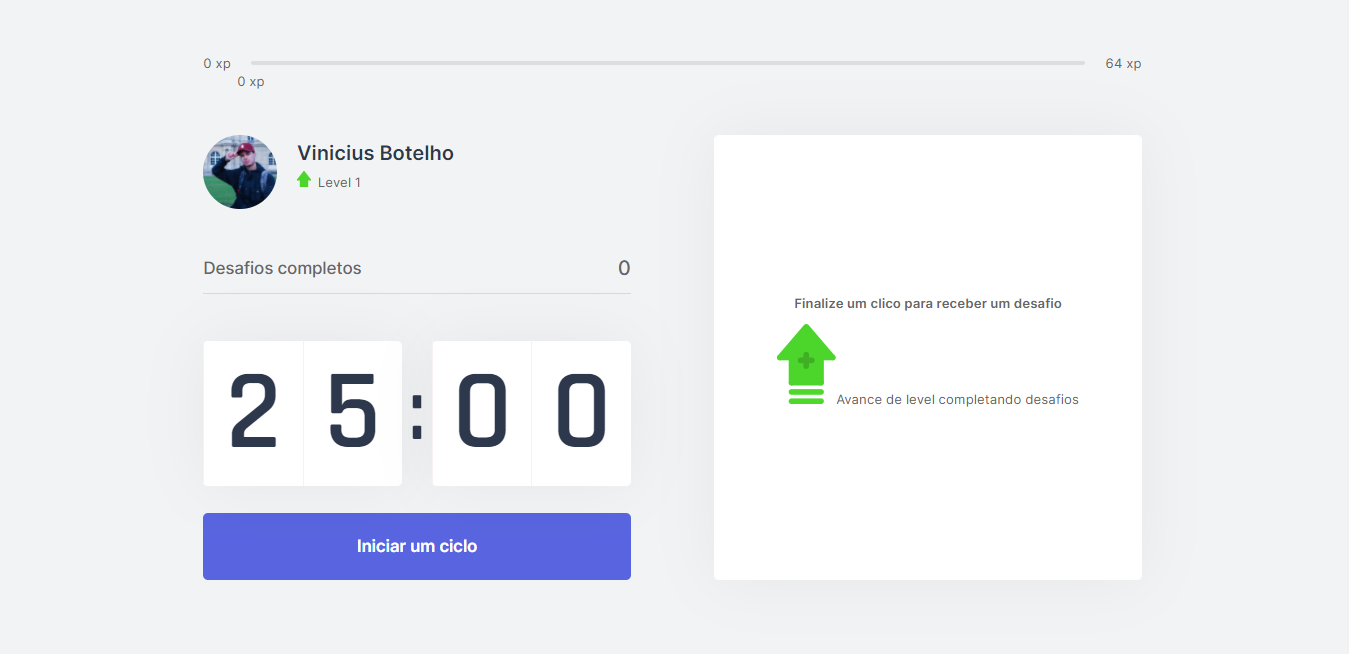 0 xp
64 xp
0 xp
Vinicius Botelho
Level 1
Desafios completos
0
25:00
Iniciar um ciclo
Finalize um clico para receber um desafio
Avance de level completando desafios